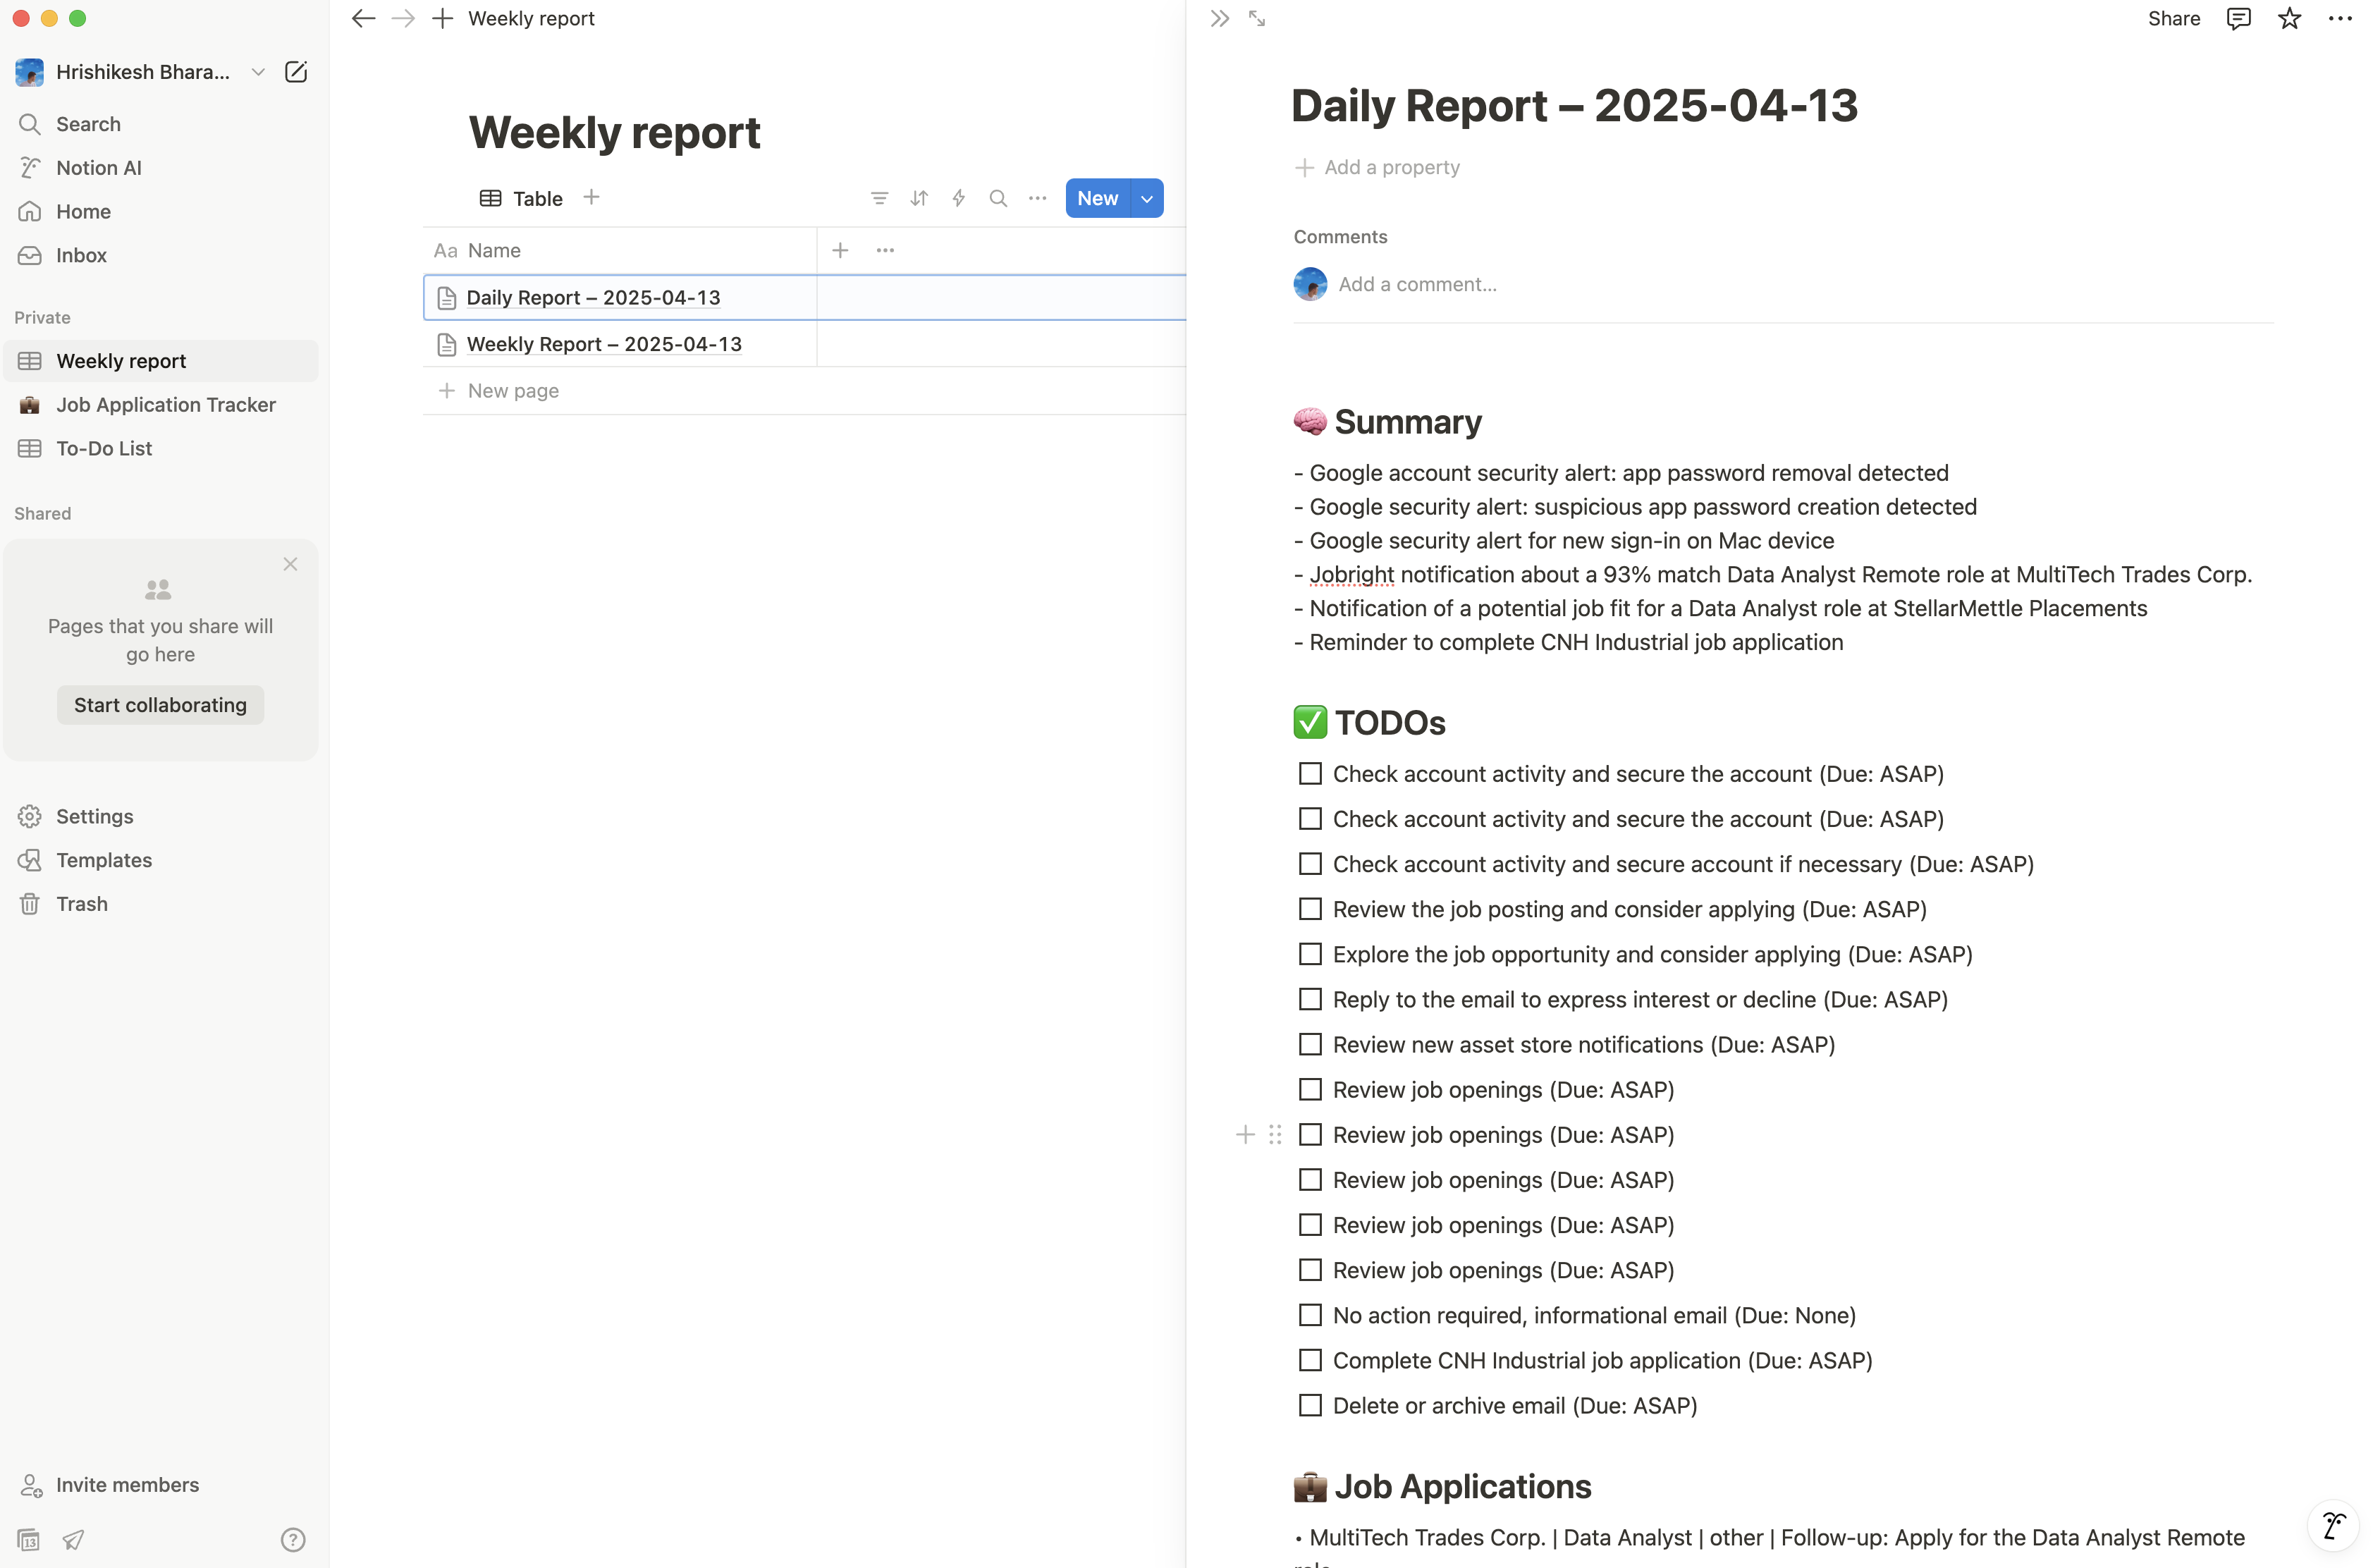 Hrishikesh Bhara...
Search
Notion AI
Home
Inbox
Private
Weekly report
Job Application Tracker
To-Do List
Shared
Pages that you share will
go here
Start collaborating
Settings
Templates
Trash
Invite members
13
?
Weekly report
Weekly report
Table
New
Aa Name
Daily Report – 2025-04-13
Weekly Report – 2025-04-13
New page
Share
Daily Report – 2025-04-13
Add a property
Comments
Add a comment...
🧠 Summary
- Google account security alert: app password removal detected
- Google security alert: suspicious app password creation detected
- Google security alert for new sign-in on Mac device
- Jobright notification about a 93% match Data Analyst Remote role at MultiTech Trades Corp.
- Notification of a potential job fit for a Data Analyst role at StellarMettle Placements
- Reminder to complete CNH Industrial job application
✅ TODOs
Check account activity and secure the account (Due: ASAP)
Check account activity and secure the account (Due: ASAP)
Check account activity and secure account if necessary (Due: ASAP)
Review the job posting and consider applying (Due: ASAP)
Explore the job opportunity and consider applying (Due: ASAP)
Reply to the email to express interest or decline (Due: ASAP)
Review new asset store notifications (Due: ASAP)
Review job openings (Due: ASAP)
Review job openings (Due: ASAP)
Review job openings (Due: ASAP)
Review job openings (Due: ASAP)
Review job openings (Due: ASAP)
No action required, informational email (Due: None)
Complete CNH Industrial job application (Due: ASAP)
Delete or archive email (Due: ASAP)
💼 Job Applications
• MultiTech Trades Corp. | Data Analyst | other | Follow-up: Apply for the Data Analyst Remote